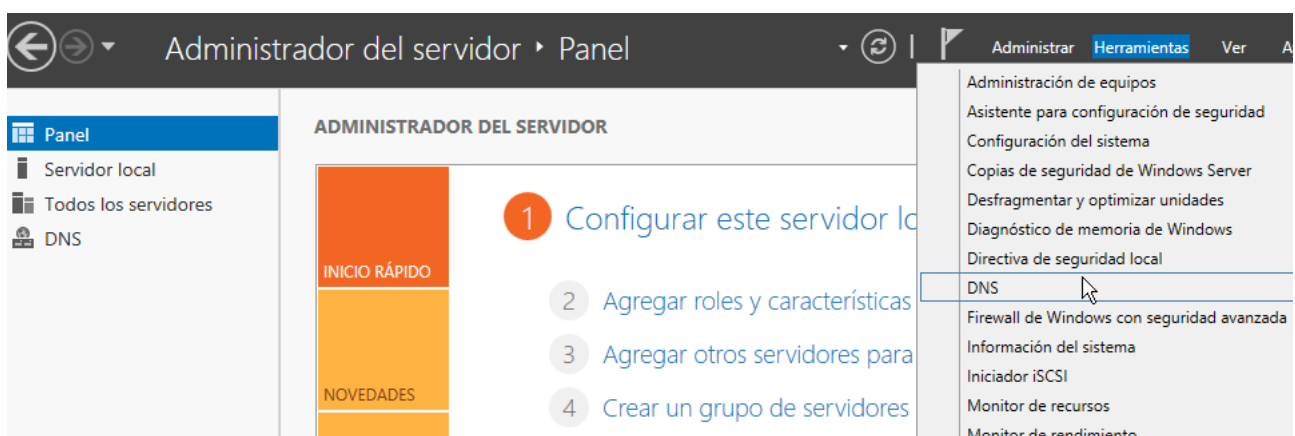 Administrador del servidor ‣ Panel
Administrar Herramientas Ver
Panel
Servidor local
Todos los servidores
DNS
ADMINISTRADOR DEL SERVIDOR
INICIO RÁPIDO
NOVEDADES
1 Configurar este servidor lo
2 Agregar roles y características
3 Agregar otros servidores para
4 Crear un grupo de servidores
Administración de equipos
Asistente para configuración de seguridad
Configuración del sistema
Copias de seguridad de Windows Server
Desfragmentar y optimizar unidades
Diagnóstico de memoria de Windows
Directiva de seguridad local
DNS
Firewall de Windows con seguridad avanzada
Información del sistema
Iniciador iSCSI
Monitor de recursos
Monitor de rendimiento